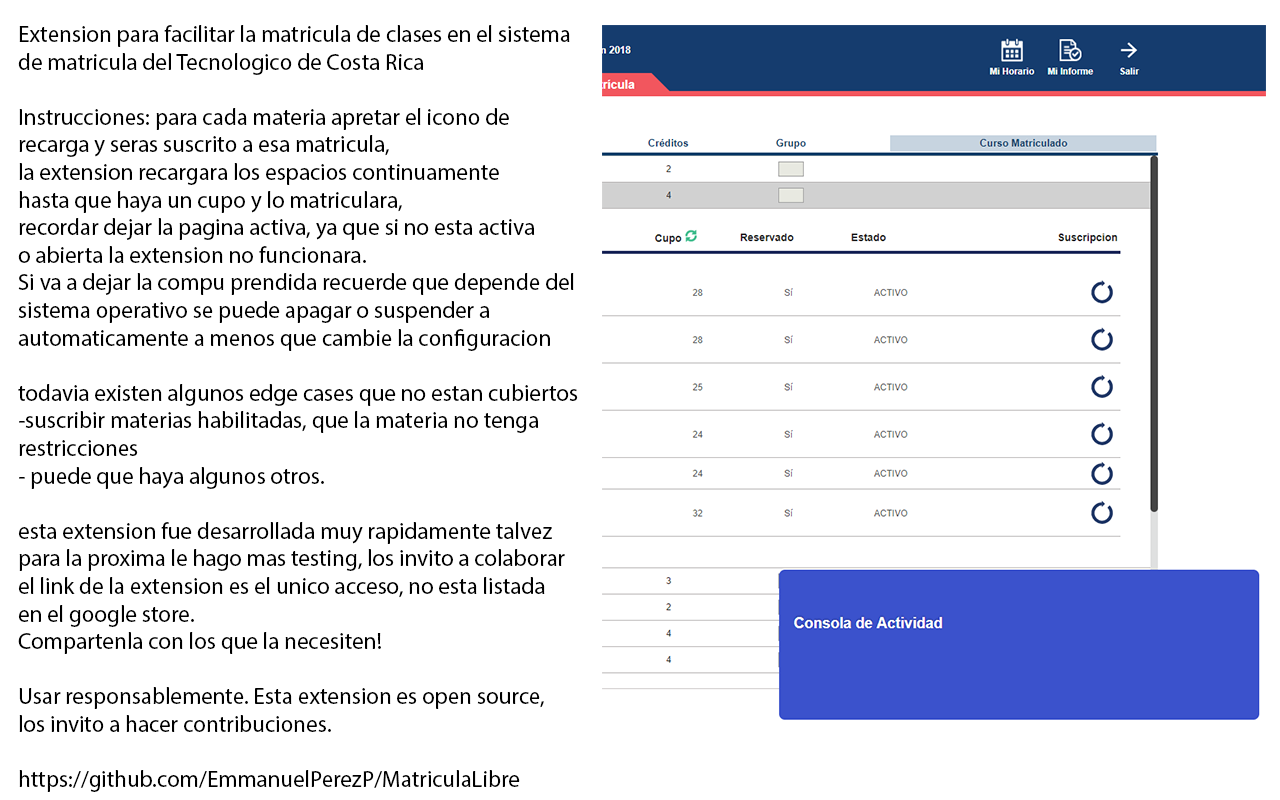 Extension para facilitar la matricula de clases en el sistema
de matricula del Tecnologico de Costa Rica
Instrucciones: para cada materia apretar el icono de
recarga y seras suscrito a esa matricula,
la extension recargara los espacios continuamente
hasta que haya un cupo y lo matriculara,
recordar dejar la pagina activa, ya que si no esta activa
o abierta la extension no funcionara.
Si va a dejar la compu prendida recuerde que depende del
sistema operativo se puede apagar o suspender a
automaticamente a menos que cambie la configuracion
todavia existen algunos edge cases que no estan cubiertos
-suscribir materias habilitadas, que la materia no tenga
restricciones
- puede que haya algunos otros.
esta extension fue desarrollada muy rapidamente talvez
para la proxima le hago mas testing, los invito a colaborar
el link de la extension es el unico acceso, no esta listada
en el google store.
Compartenla con los que la necesiten!
Usar responsablemente. Esta extension es open source,
los invito a hacer contribuciones.
https://github.com/EmmanuelPerezP/MatriculaLibre
n 2018
Mi Horario Mi Informe Salir
rícula
Créditos Grupo Curso Matriculado
2
4
Cupo Reservado Estado Suscripcion
28 Sí ACTIVO
28 Sí ACTIVO
25 Sí ACTIVO
24 Sí ACTIVO
24 Sí ACTIVO
32 Sí ACTIVO
3
2
4
4
Consola de Actividad